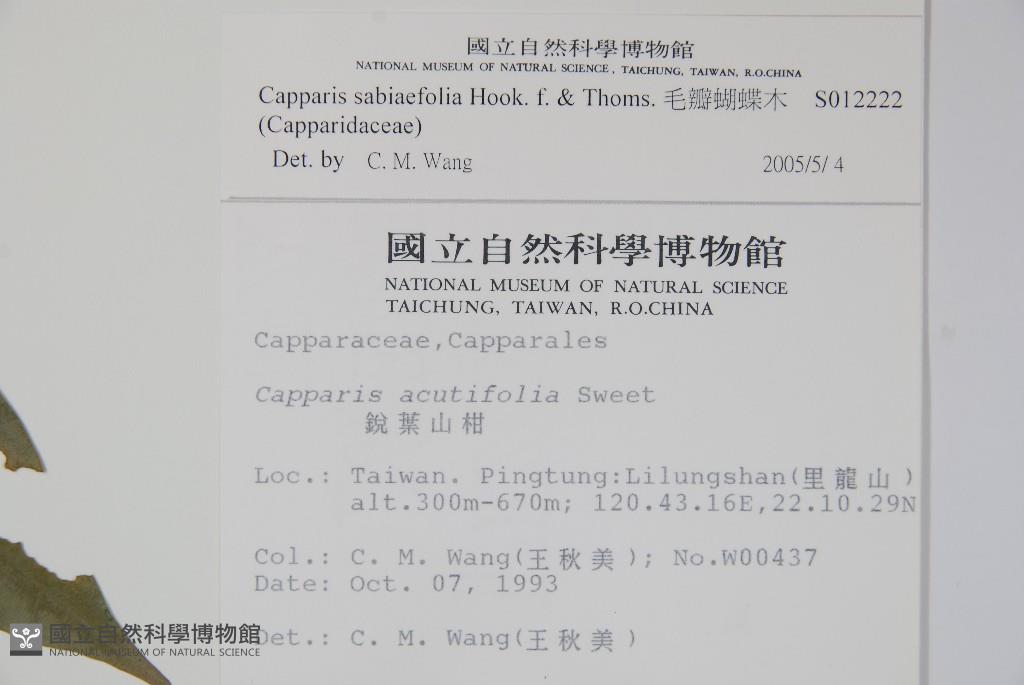 國立自然科學博物館
NATIONAL MUSEUM OF NATURAL SCIENCE, TAICHUNG, TAIWAN, R.O.CHINA
Capparis sabiaefolia Hook. f. & Thoms. 毛瓣蝴蝶木 S012222
(Capparidaceae)
Det. by C. M. Wang 2005/5/ 4
國立自然科學博物館
NATIONAL MUSEUM OF NATURAL SCIENCE
TAICHUNG, TAIWAN, R.O.CHINA
Capparaceae,Capparales
Capparis acutifolia Sweet
銳葉山柑
Loc.: Taiwan. Pingtung:Lilungshan(里龍山)
alt.300m-670m; 120.43.16E,22.10.29N
Col.: C. M. Wang(王秋美); No.W00437
Date: Oct. 07, 1993
Det.: C. M. Wang(王秋美)
國立自然科學博物館
NATIONAL MUSEUM OF NATURAL SCIENCE